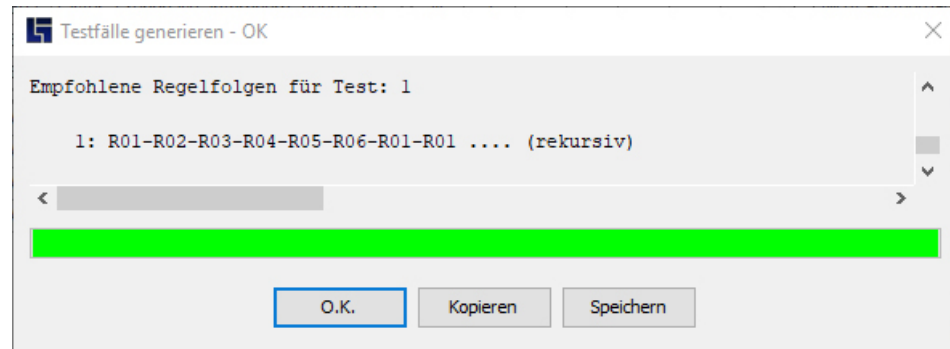 Testfälle generieren - OK
Empfohlene Regelfolgen für Test: 1
1: R01-R02-R03-R04-R05-R06-R01-R01 .... (rekursiv)
O.K. Kopieren Speichern